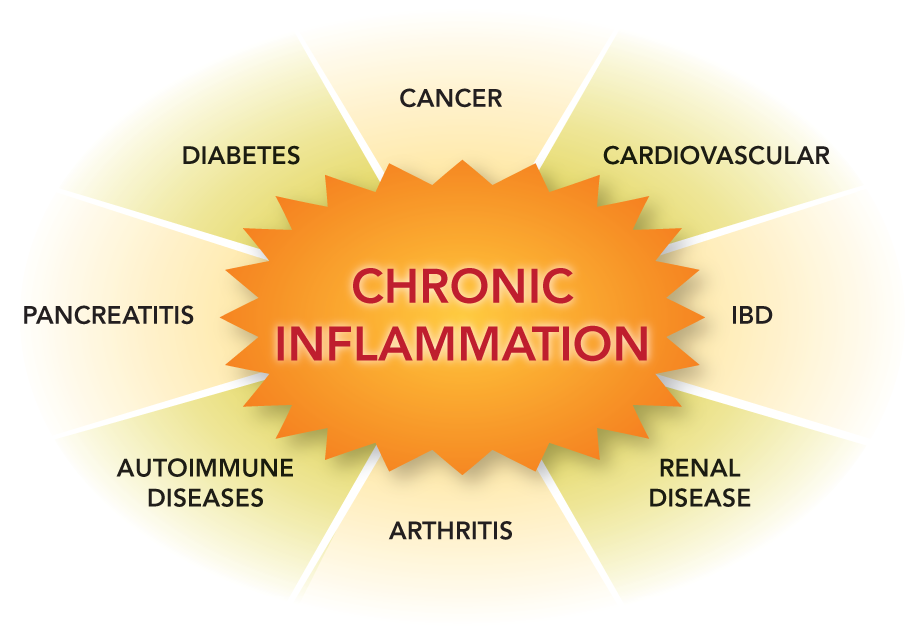 CANCER
DIABETES
CARDIOVASCULAR
CHRONIC
INFLAMMATION
PANCREATITIS
IBD
AUTOIMMUNE
DISEASES
RENAL
DISEASE
ARTHRITIS